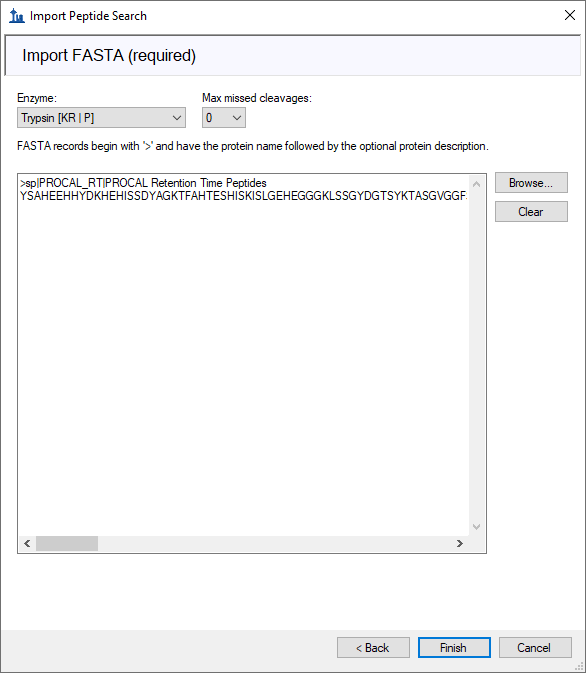 Import Peptide Search
Import FASTA (required)
Enzyme: Max missed cleavages:
Trypsin [KR | P] 0
FASTA records begin with '>' and have the protein name followed by the optional protein description.
>sp|PROCAL_RT|PROCAL Retention Time Peptides
YSAHEEHHYDKHEHISSDYAGKTFAHTESHISKISLGEHEGGGKLSSGYDGTSYKTASGVGGF
Browse...
Clear
< Back Finish Cancel